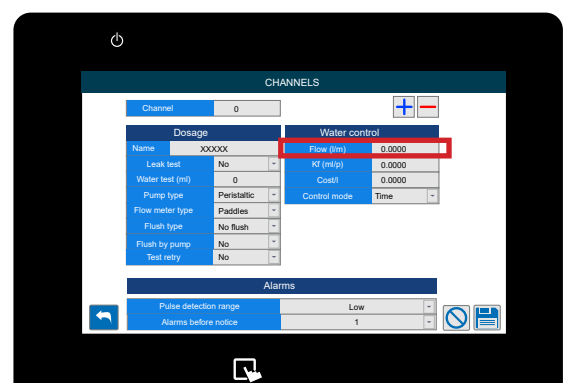 CHANNELS
Channel 0
Dosage
Name XXXXX
Leak test No
Water test (ml) 0
Pump type Peristaltic
Flow meter type Paddles
Flush type No flush
Flush by pump No
Test retry No
Water control
Flow (l/m) 0.0000
Kf (ml/p) 0.0000
Cost/l 0.0000
Control mode Time
Alarms
Pulse detection range Low
Alarms before notice 1